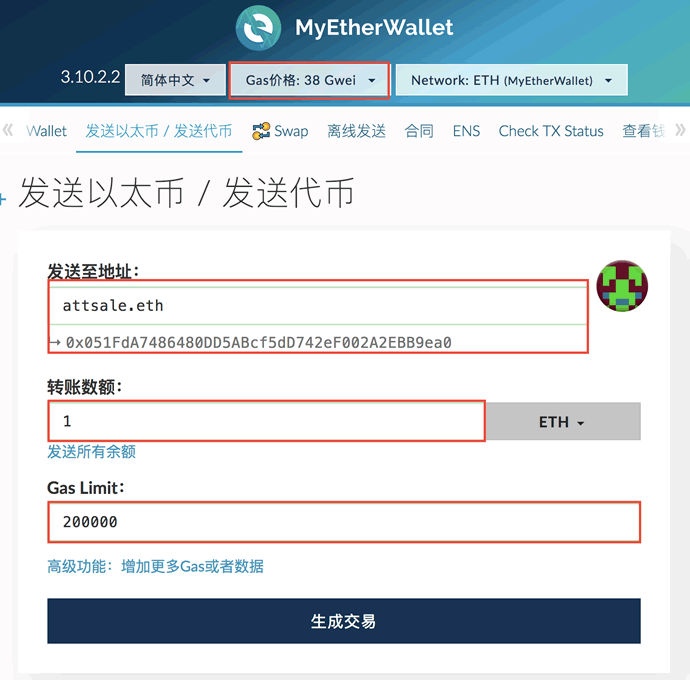 MyEtherWallet
3.10.2.2 简体中文 Gas价格: 38 Gwei Network: ETH (MyEtherWallet)
« Wallet 发送以太币 / 发送代币 Swap 离线发送 合同 ENS Check TX Status 查看钱 »
+ 发送以太币 / 发送代币
发送至地址：
attsale.eth
→ 0x051FdA7486480DD5ABcf5dD742eF002A2EBB9ea0
转账数额：
1 ETH
发送所有余额
Gas Limit：
200000
高级功能：增加更多Gas或者数据
生成交易